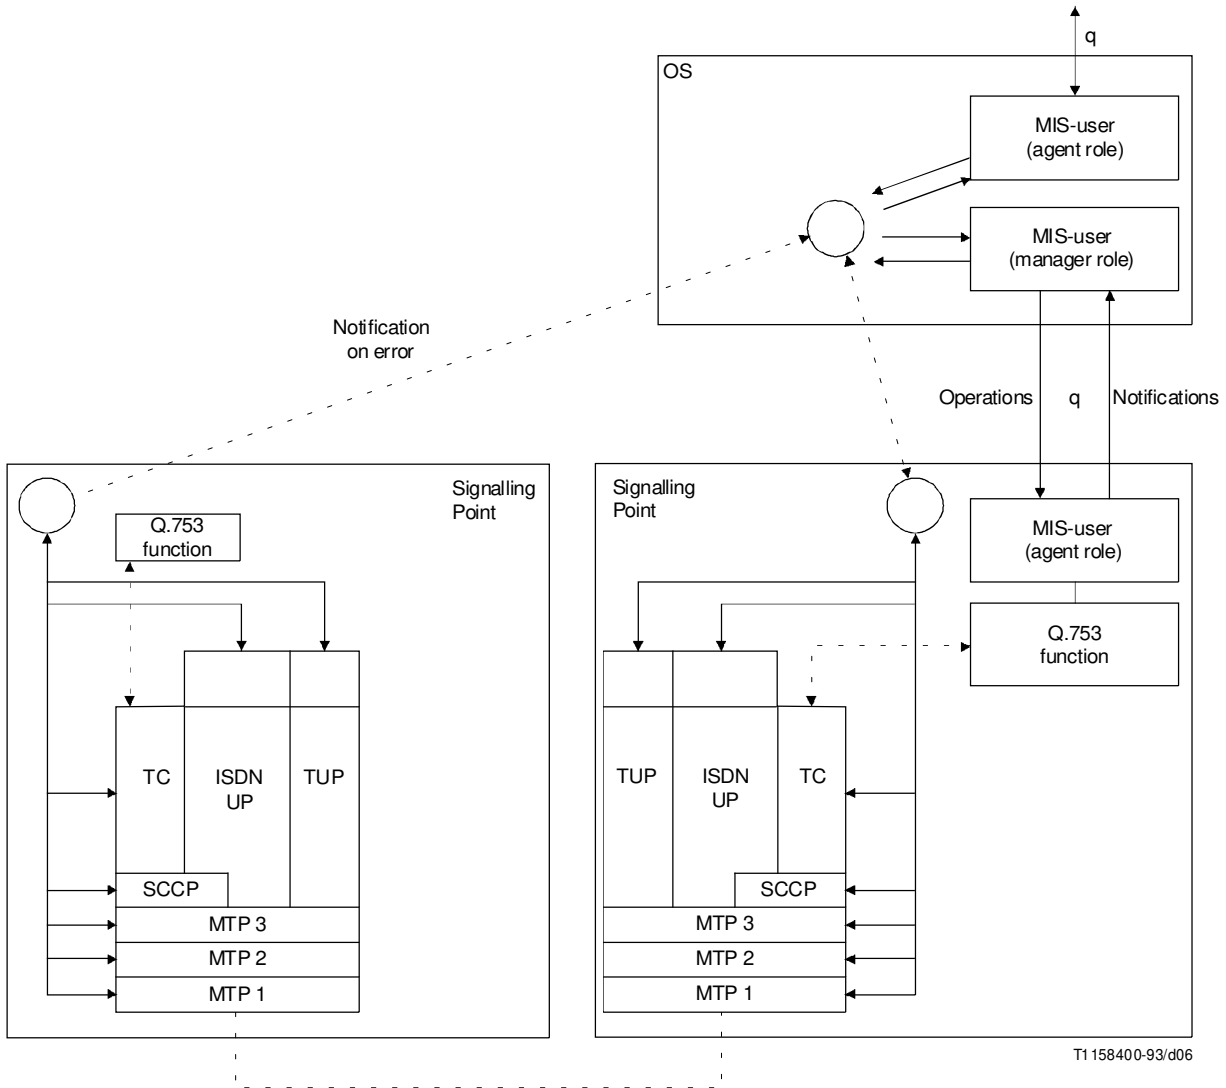 q
OS
MIS-user
(agent role)
MIS-user
(manager role)
Notification
on error
Operations
q
Notifications
Signalling
Point
Q.753
function
TC
ISDN
UP
TUP
SCCP
MTP 3
MTP 2
MTP 1
Signalling
Point
MIS-user
(agent role)
Q.753
function
TUP
ISDN
UP
TC
SCCP
MTP 3
MTP 2
MTP 1
T1158400-93/d06